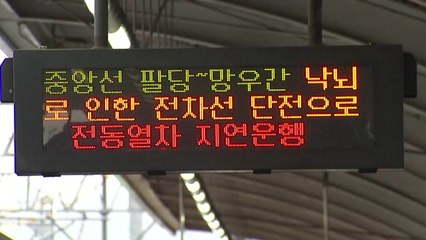 중앙선 팔당~망우간 낙뇌
로 인한 전차선 단전으로
전동열차 지연운행